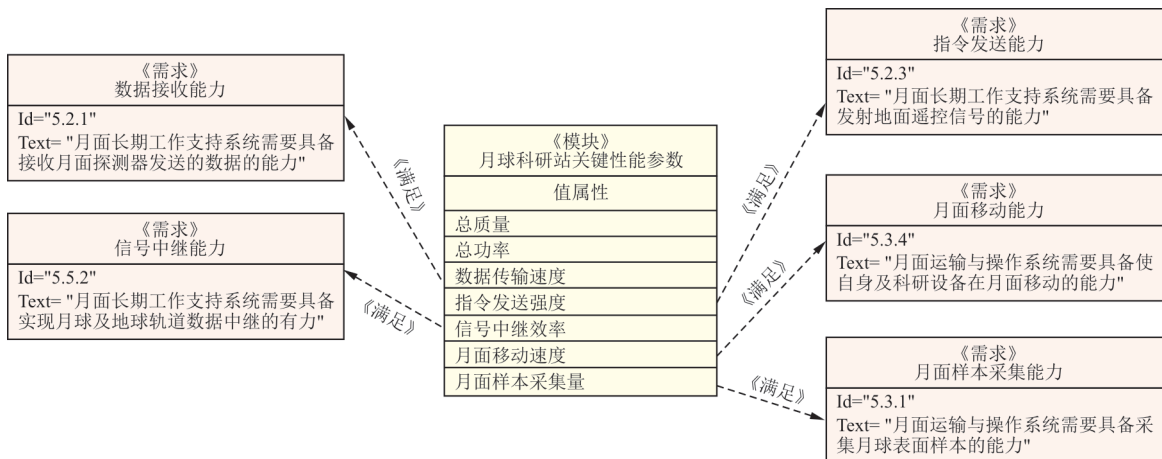 《需求》
数据接收能力
Id="5.2.1"
Text= "月面长期工作支持系统需要具备
接收月面探测器发送的数据的能力"
《需求》
信号中继能力
Id="5.5.2"
Text= "月面长期工作支持系统需要具备
实现月球及地球轨道数据中继的有力"
《满足》
《满足》
《模块》
月球科研站关键性能参数
值属性
总质量
总功率
数据传输速度
指令发送强度
信号中继效率
月面移动速度
月面样本采集量
《满足》
《满足》
《满足》
《需求》
指令发送能力
Id="5.2.3"
Text= "月面长期工作支持系统需要具备
发射地面遥控信号的能力"
《需求》
月面移动能力
Id="5.3.4"
Text= "月面运输与操作系统需要具备使
自身及科研设备在月面移动的能力"
《需求》
月面样本采集能力
Id="5.3.1"
Text= "月面运输与操作系统需要具备采
集月球表面样本的能力"